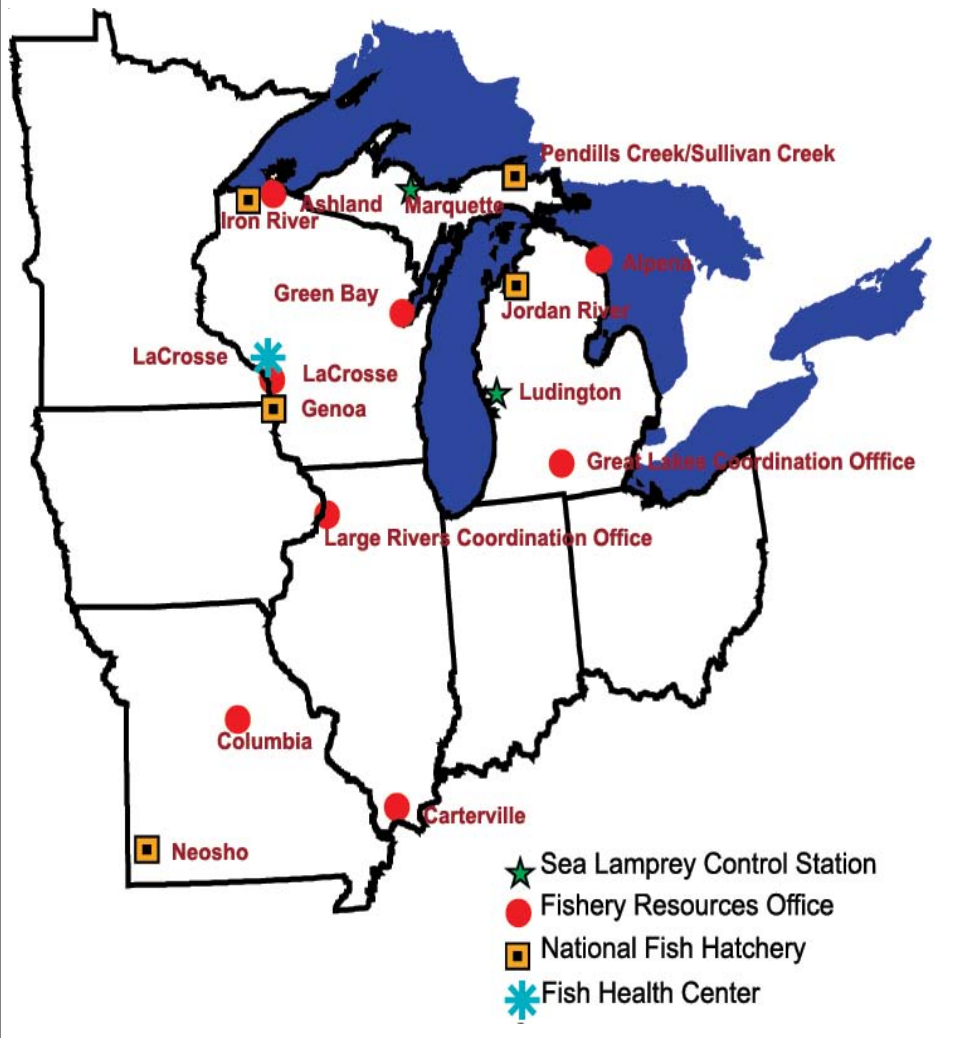 Pendills Creek/Sullivan Creek
Ashland
Marquette
Iron River
Alpena
Green Bay
Jordan River
LaCrosse
LaCrosse
Ludington
Genoa
Great Lakes Coordination Offfice
Large Rivers Coordination Office
Columbia
Carterville
Neosho
Sea Lamprey Control Station
Fishery Resources Office
National Fish Hatchery
Fish Health Center